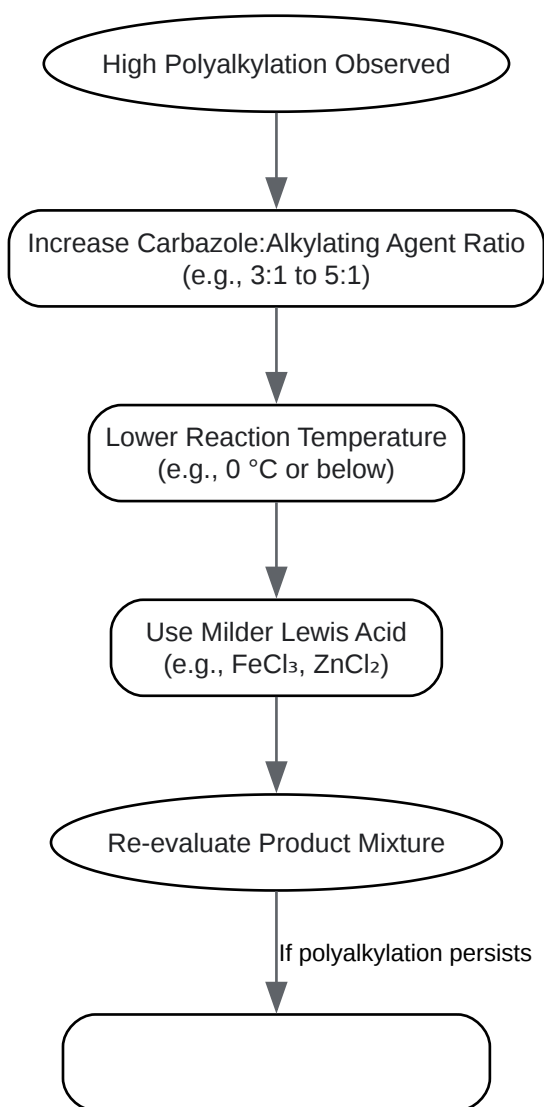 High Polyalkylation Observed
Increase Carbazole:Alkylating Agent Ratio
(e.g., 3:1 to 5:1)
Lower Reaction Temperature
(e.g., 0 °C or below)
Use Milder Lewis Acid
(e.g., FeCl₃, ZnCl₂)
Re-evaluate Product Mixture
If polyalkylation persists